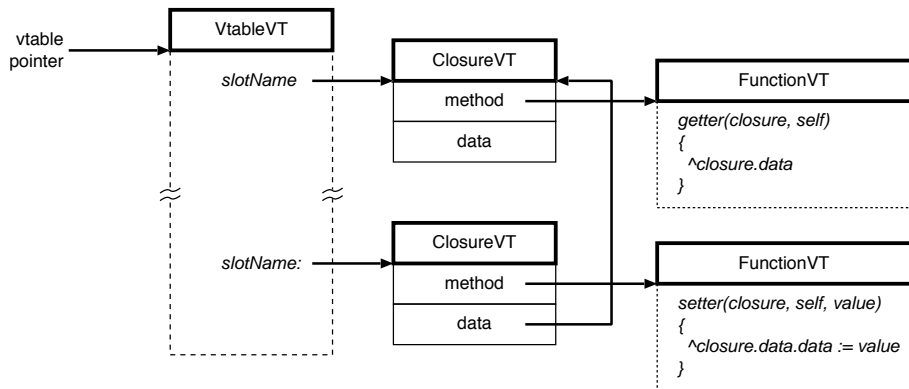 vtable
pointer
VtableVT
slotName
ClosureVT
method
data
FunctionVT
getter(closure, self)
{
^closure.data
}
slotName:
ClosureVT
method
data
FunctionVT
setter(closure, self, value)
{
^closure.data.data := value
}